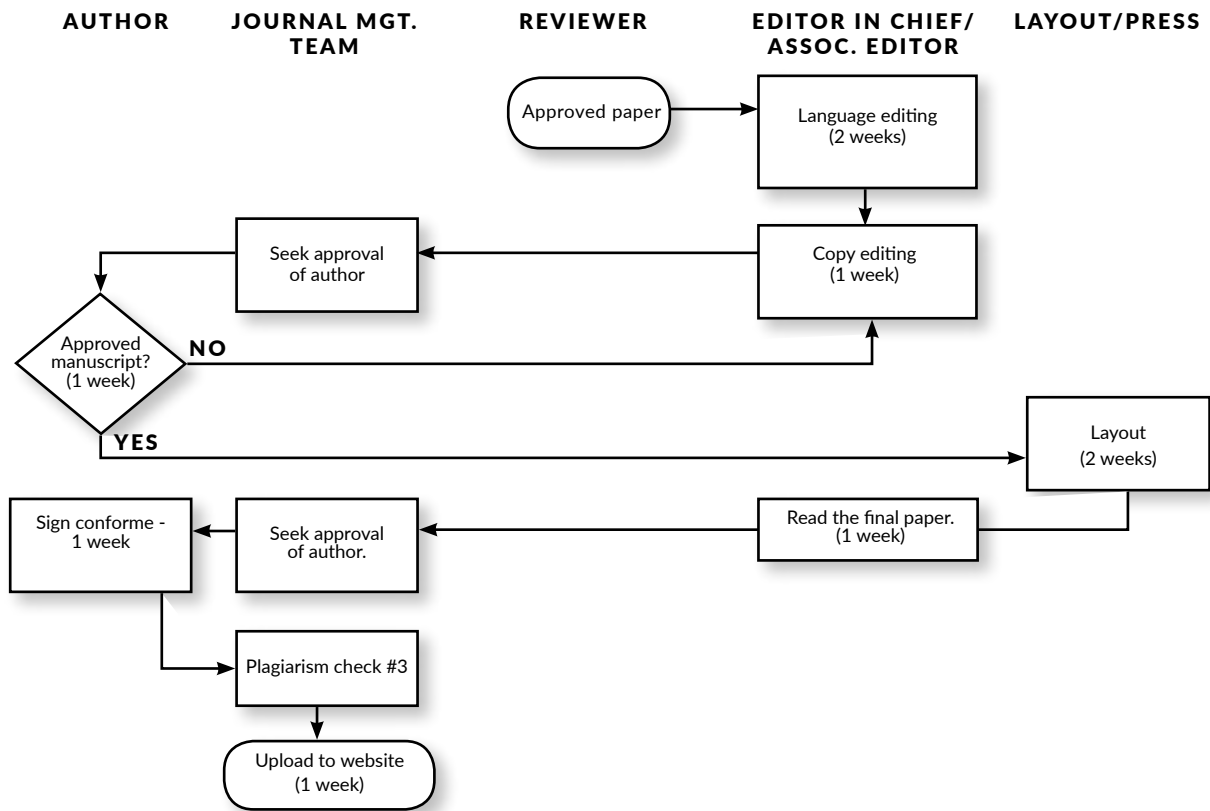 AUTHOR
JOURNAL MGT.
TEAM
REVIEWER
EDITOR IN CHIEF/
ASSOC. EDITOR
LAYOUT/PRESS
Approved paper
Language editing
(2 weeks)
Seek approval
of author
Copy editing
(1 week)
Approved
manuscript?
(1 week)
NO
YES
Layout
(2 weeks)
Sign conforme -
1 week
Seek approval
of author.
Read the final paper.
(1 week)
Plagiarism check #3
Upload to website
(1 week)